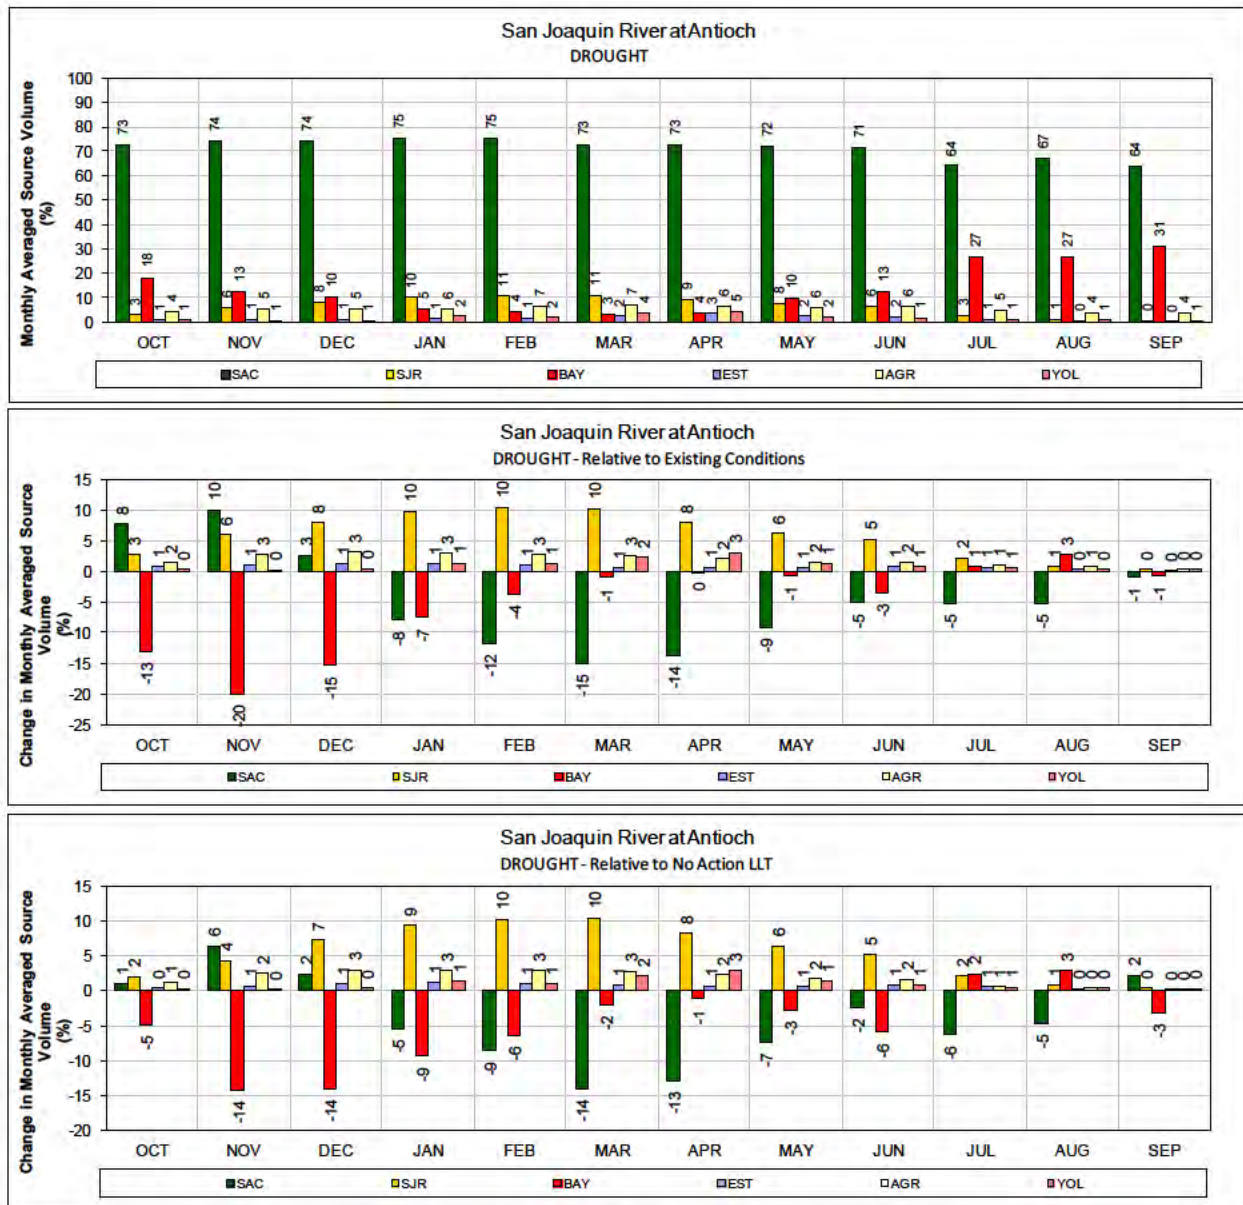 San Joaquin River at Antioch
DROUGHT
Monthly Averaged Source Volume
(%)
100
90
80
70
60
50
40
30
20
10
0
73 3 18 1 4 1
74 6 13 1 5 1
74 8 10 1 5 1
75 10 5 1 6 2
75 11 4 1 7 2
73 11 3 2 7 4
73 9 4 3 6 5
72 8 10 2 6 2
71 6 13 2 6 1
64 3 27 1 5 1
67 1 27 0 4 1
64 0 31 0 4 1
OCT NOV DEC JAN FEB MAR APR MAY JUN JUL AUG SEP
SAC SJR BAY EST AGR YOL
San Joaquin River at Antioch
DROUGHT - Relative to Existing Conditions
Change in Monthly Averaged Source
Volume
(%)
15
10
5
0
-5
-10
-15
-20
-25
8 3 -13 1 2 0
10 6 -20 1 3 0
3 8 -15 1 3 0
-8 10 -7 1 3 1
-12 10 -4 1 3 1
-15 10 -1 1 3 2
-14 8 0 1 2 3
-9 6 -1 1 2 1
-5 5 -3 1 2 1
-5 2 1 1 1 1
-5 1 3 0 1 0
-1 0 -1 0 0 0
OCT NOV DEC JAN FEB MAR APR MAY JUN JUL AUG SEP
SAC SJR BAY EST AGR YOL
San Joaquin River at Antioch
DROUGHT - Relative to No Action LLT
Change in Monthly Averaged Source
Volume
(%)
15
10
5
0
-5
-10
-15
-20
1 2 -5 0 1 0
6 4 -14 1 2 0
2 7 -14 1 3 0
-5 9 -9 1 3 1
-9 10 -6 1 3 1
-14 10 -2 1 3 2
-13 8 -1 1 2 3
-7 6 -3 1 2 1
-2 5 -6 1 2 1
-6 2 2 1 1 1
-5 1 3 0 0 0
2 0 -3 0 0 0
OCT NOV DEC JAN FEB MAR APR MAY JUN JUL AUG SEP
SAC SJR BAY EST AGR YOL